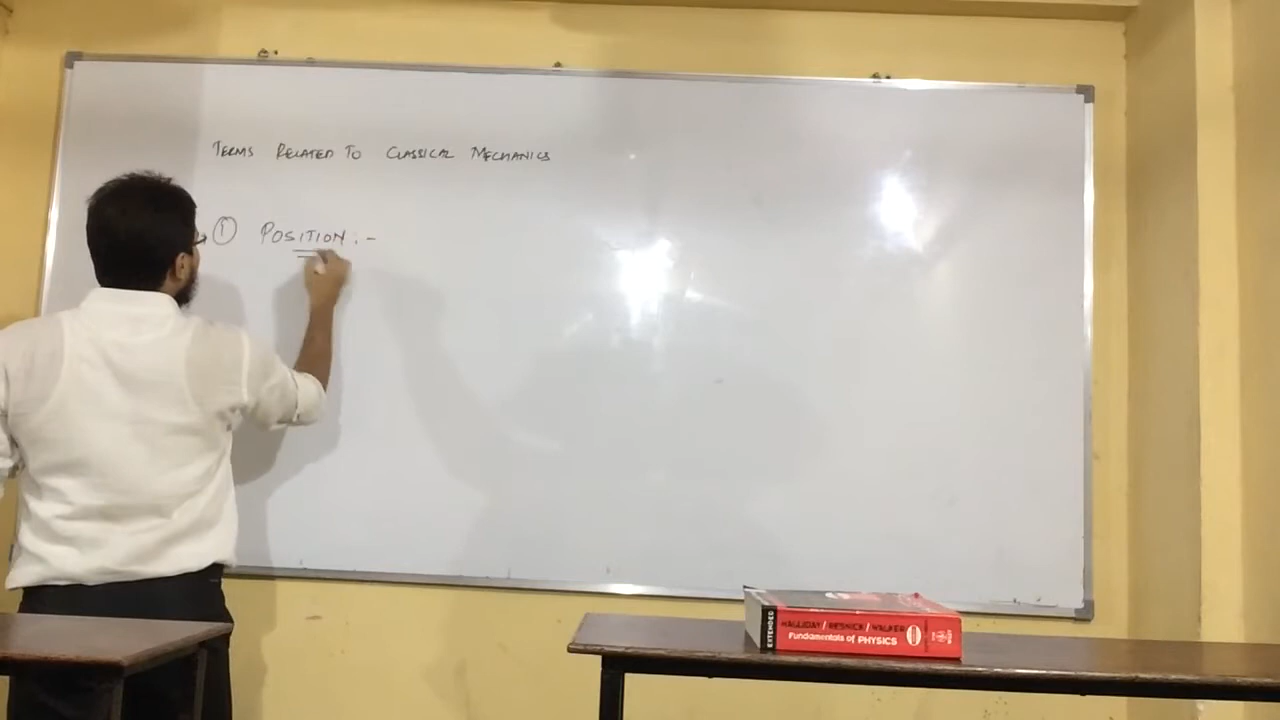 TERMS RELATED TO CLASSICAL MECHANICS
① POSITION :-
EXTENDED
HALLIDAY / RESNICK / WALKER
Fundamentals of PHYSICS